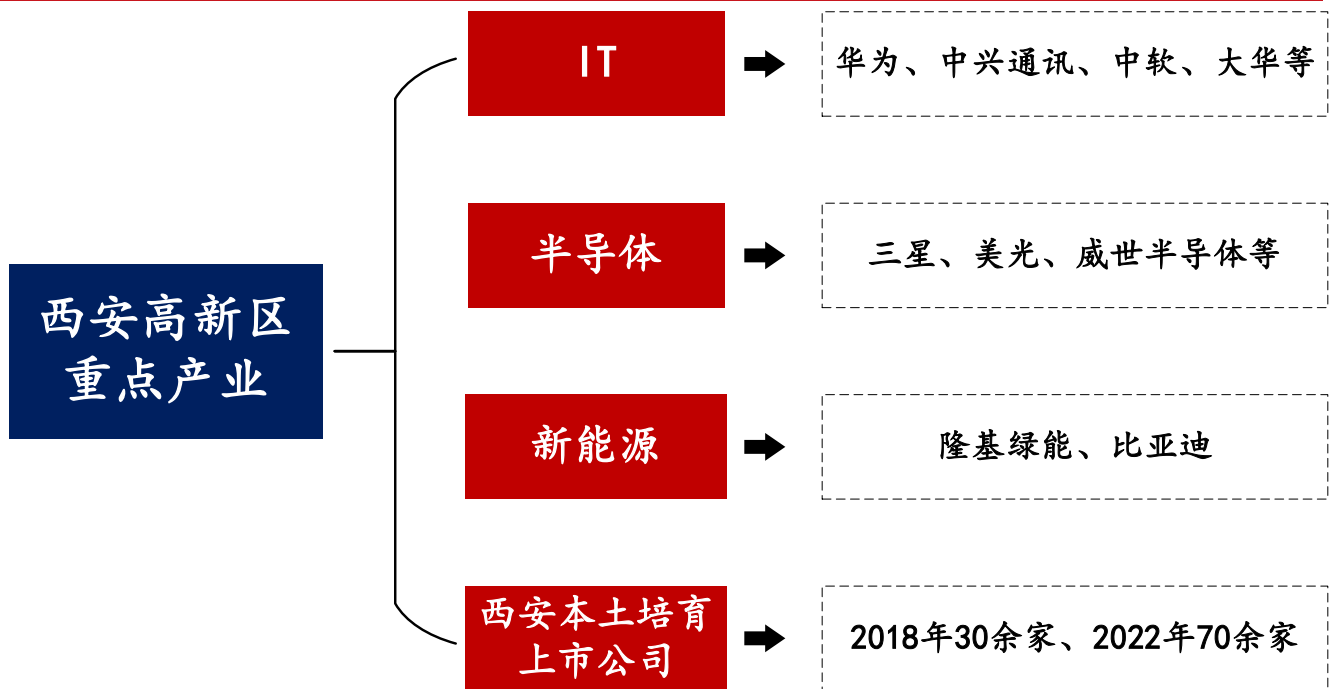 IT
华为、中兴通讯、中软、大华等
半导体
三星、美光、威世半导体等
西安高新区
重点产业
新能源
隆基绿能、比亚迪
西安本土培育
上市公司
2018年30余家、2022年70余家